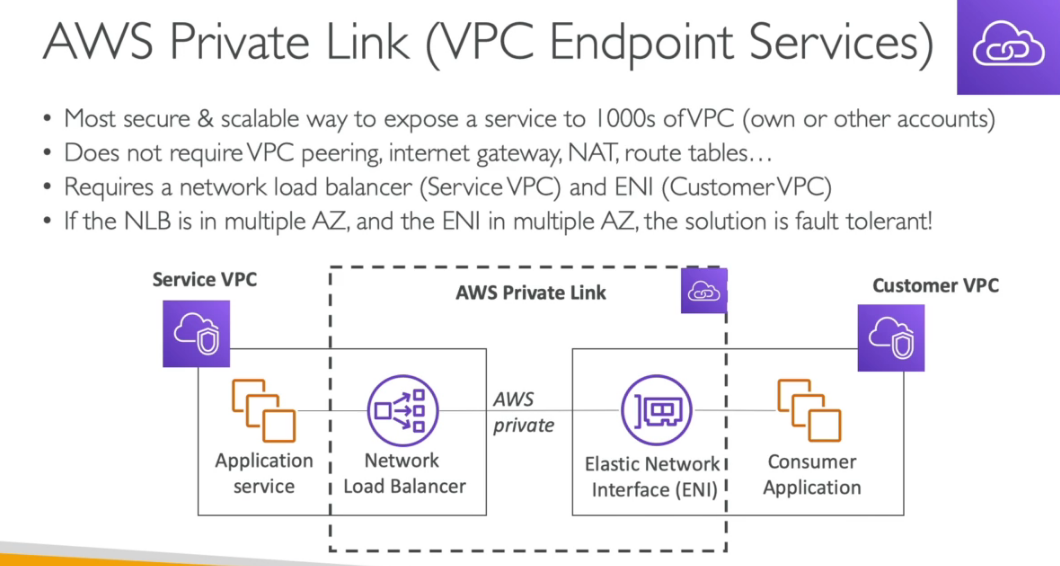 AWS Private Link (VPC Endpoint Services)
• Most secure & scalable way to expose a service to 1000s of VPC (own or other accounts)
• Does not require VPC peering, internet gateway, NAT, route tables…
• Requires a network load balancer (Service VPC) and ENI (Customer VPC)
• If the NLB is in multiple AZ, and the ENI in multiple AZ, the solution is fault tolerant!
Service VPC
AWS Private Link
Customer VPC
Application
service
Network
Load Balancer
AWS
private
Elastic Network
Interface (ENI)
Consumer
Application